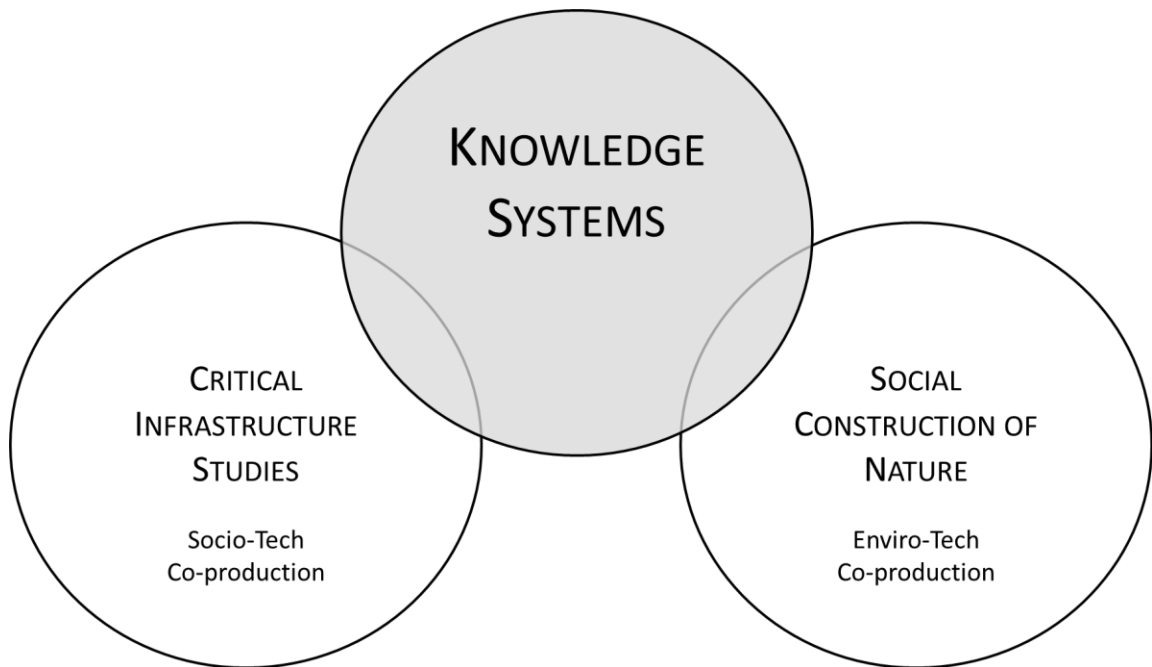 KNOWLEDGE
SYSTEMS
CRITICAL
INFRASTRUCTURE
STUDIES
Socio-Tech
Co-production
SOCIAL
CONSTRUCTION OF
NATURE
Enviro-Tech
Co-production